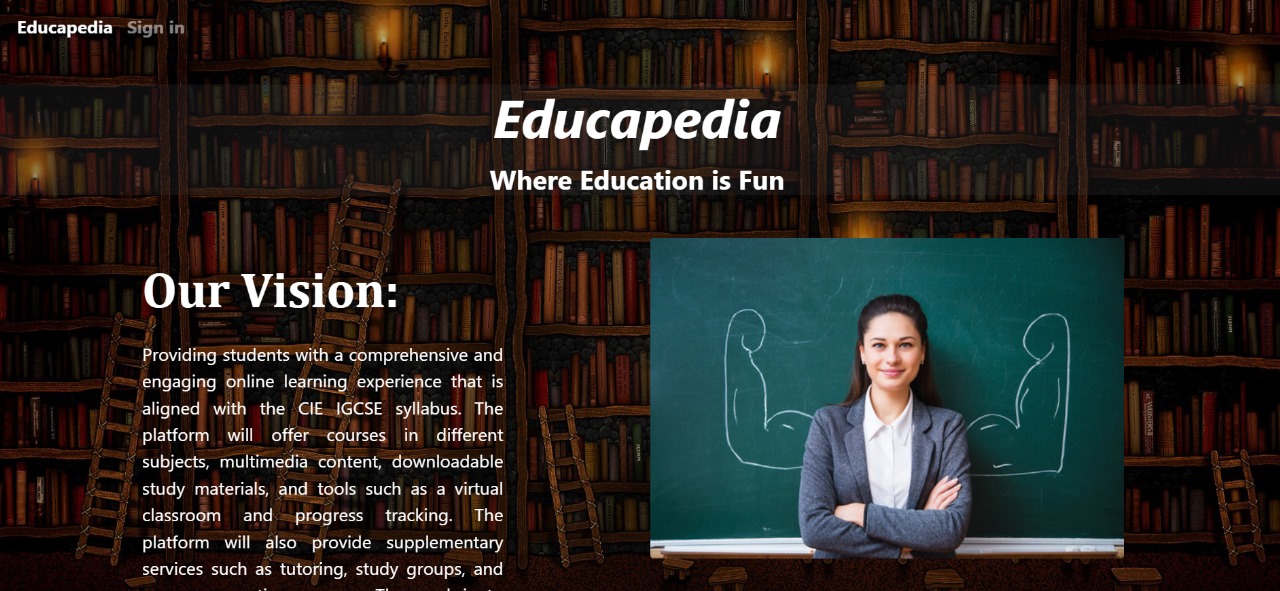 Educapedia Sign in
Educapedia
Where Education is Fun
Our Vision:
Providing students with a comprehensive and
engaging online learning experience that is
aligned with the CIE IGCSE syllabus. The
platform will offer courses in different
subjects, multimedia content, downloadable
study materials, and tools such as a virtual
classroom and progress tracking. The
platform will also provide supplementary
services such as tutoring, study groups, and